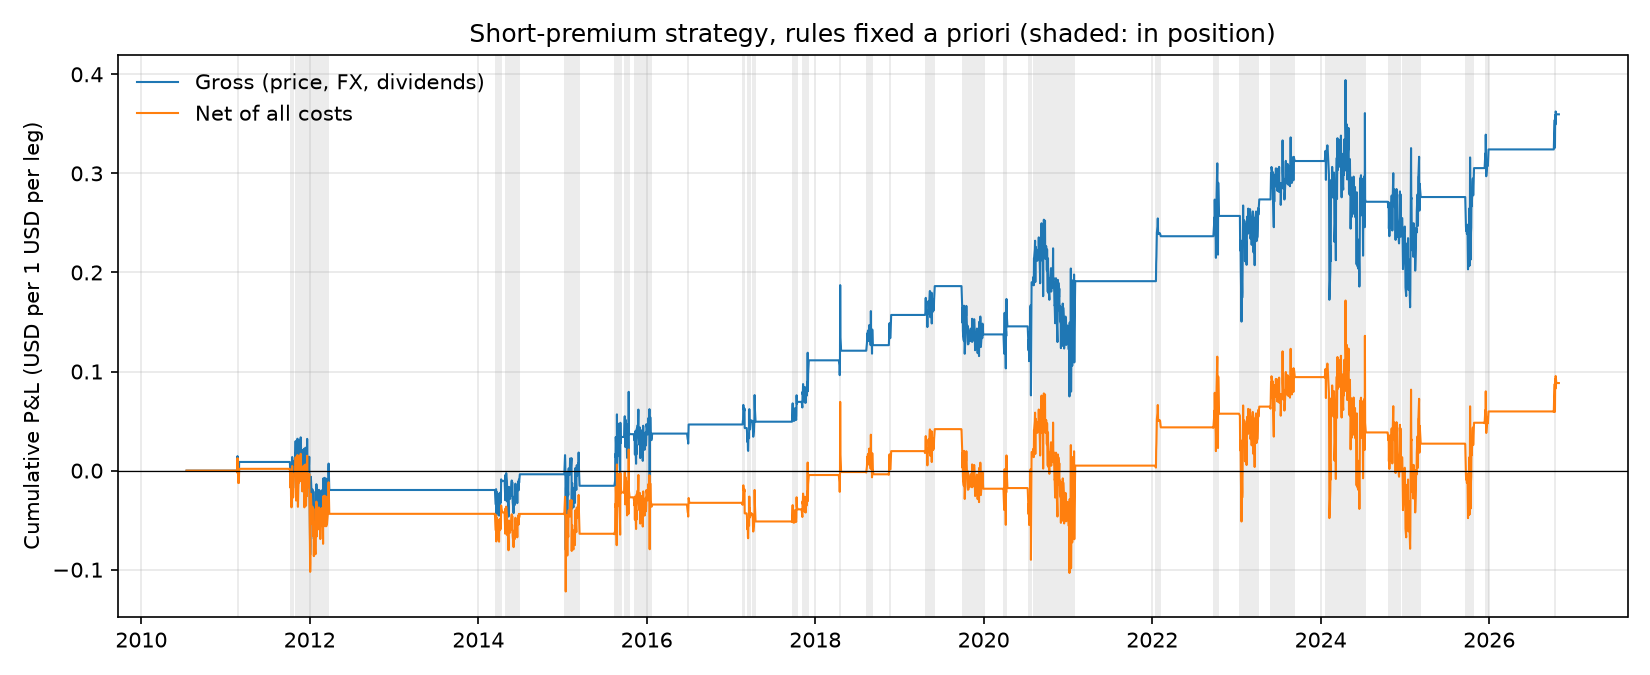 Short-premium strategy, rules fixed a priori (shaded: in position)
Gross (price, FX, dividends)
Net of all costs
Cumulative P&L (USD per 1 USD per leg)
0.4
0.3
0.2
0.1
0.0
−0.1
2010 2012 2014 2016 2018 2020 2022 2024 2026